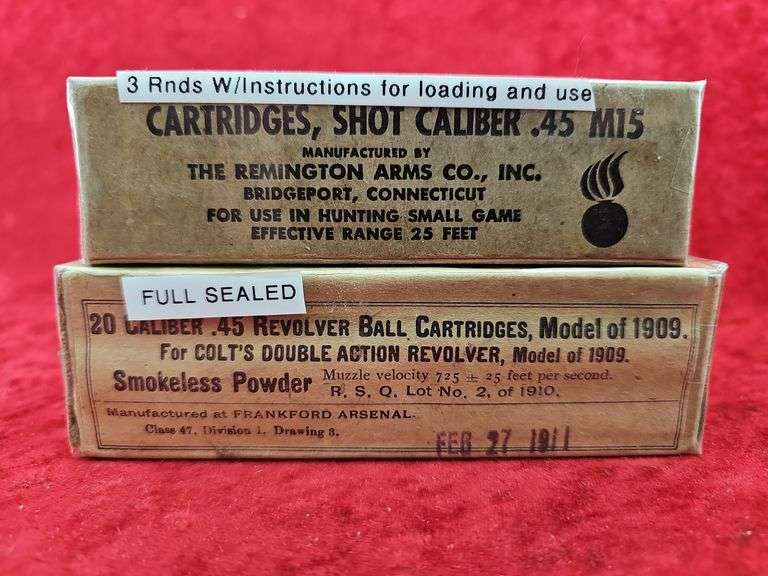 3 Rnds W/Instructions for loading and use
CARTRIDGES, SHOT CALIBER .45 M15
MANUFACTURED BY
THE REMINGTON ARMS CO., INC.
BRIDGEPORT, CONNECTICUT
FOR USE IN HUNTING SMALL GAME
EFFECTIVE RANGE 25 FEET
FULL SEALED
20 CALIBER .45 REVOLVER BALL CARTRIDGES, Model of 1909.
For COLT'S DOUBLE ACTION REVOLVER, Model of 1909.
Smokeless Powder Muzzle velocity 725 ± 25 feet per second.
R. S. Q. Lot No. 2, of 1910.
Manufactured at FRANKFORD ARSENAL.
Class 47, Division 1, Drawing 3.
FEB 27 1911